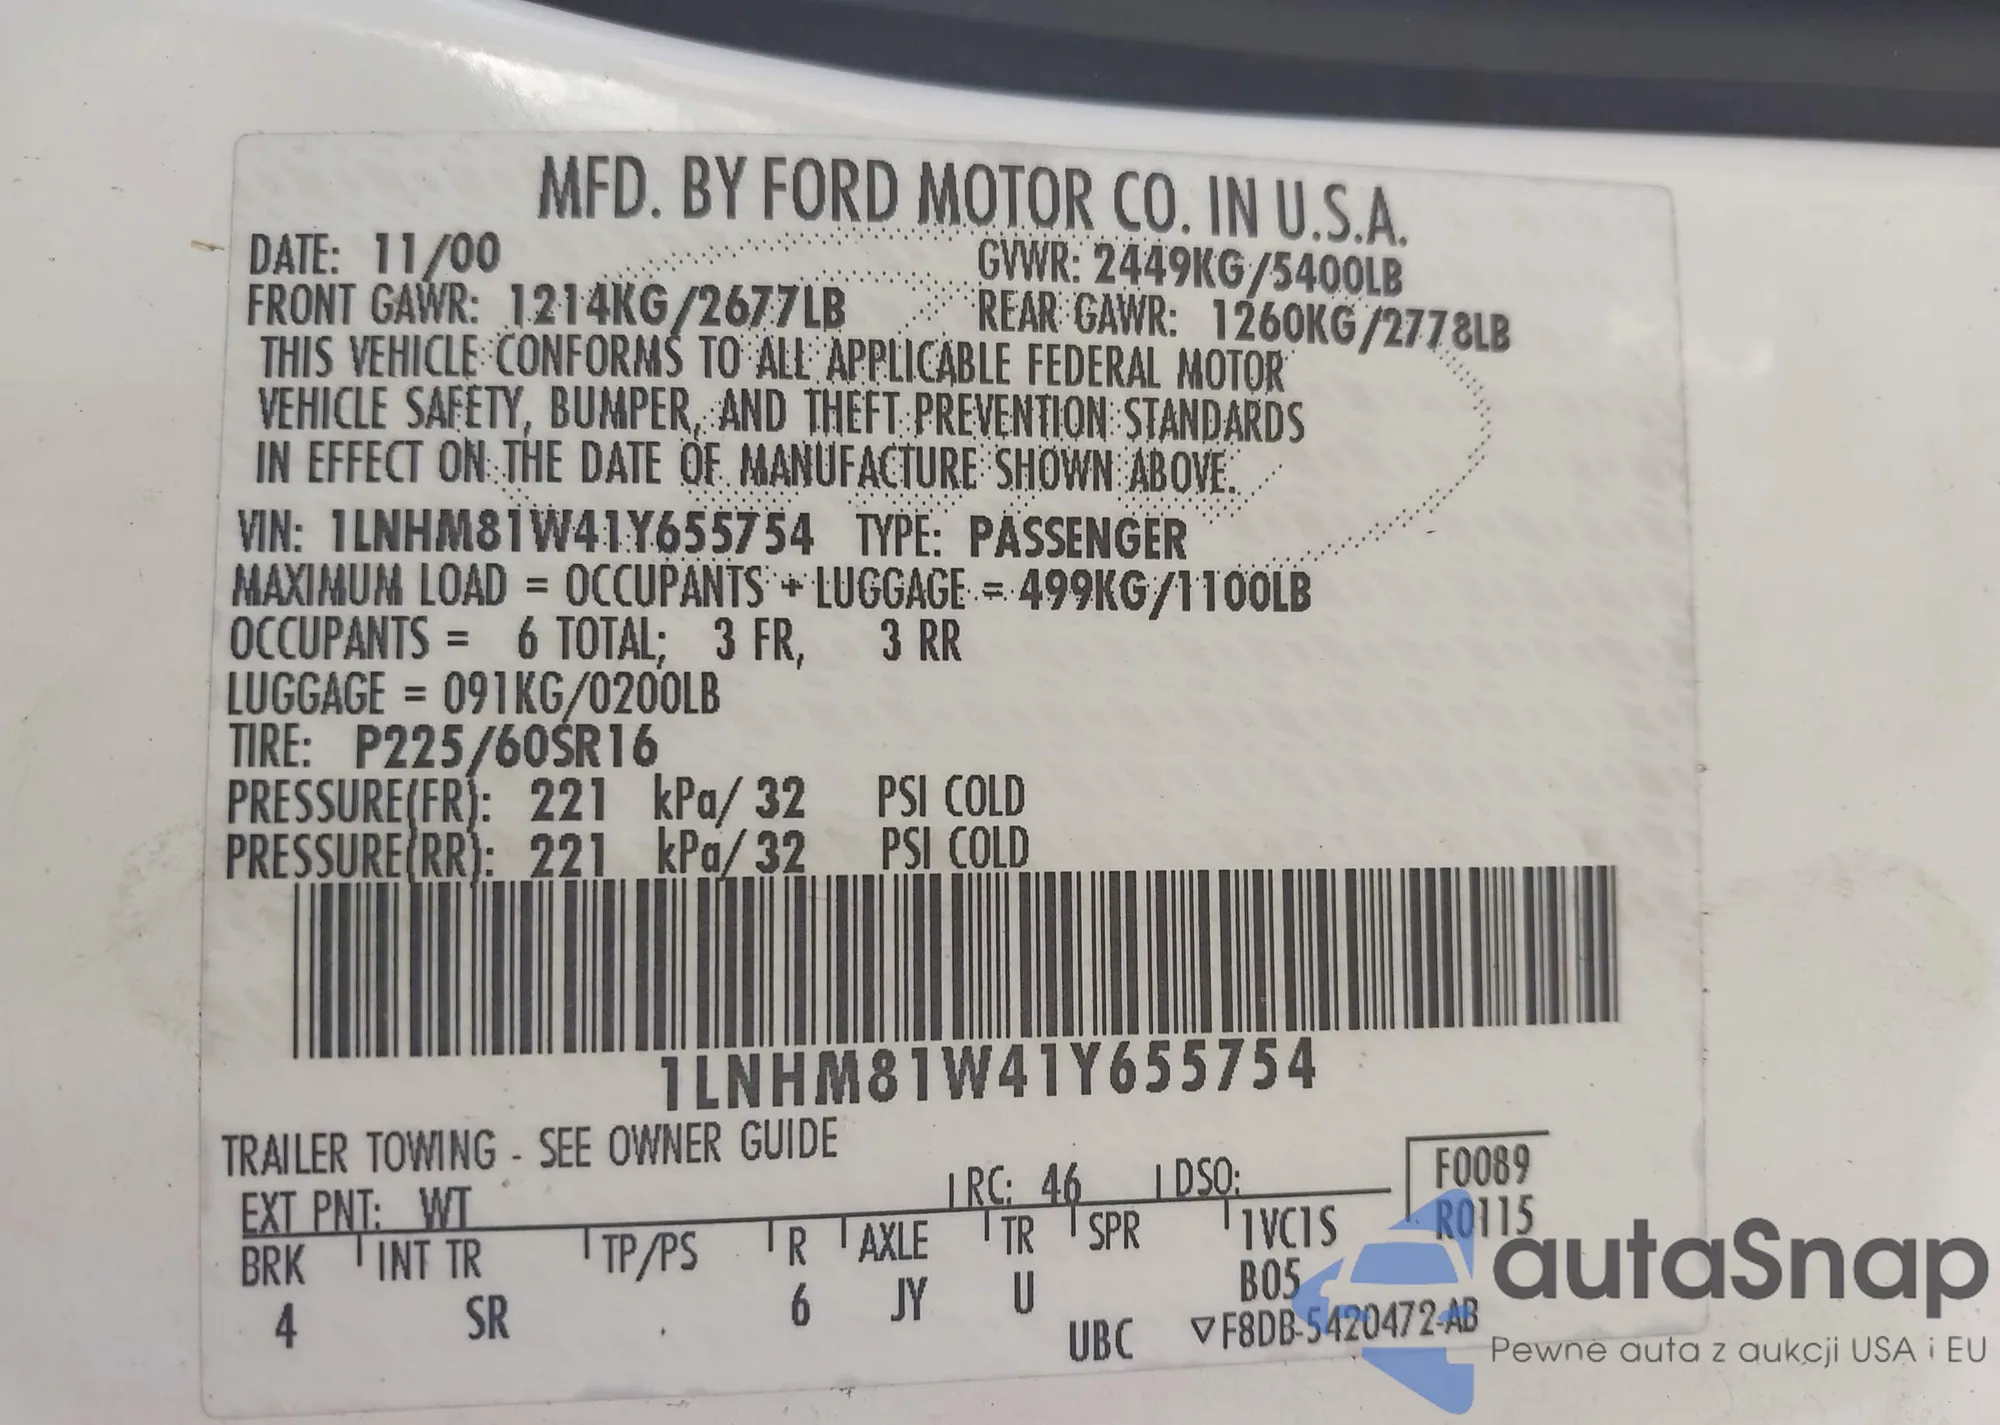 MFD. BY FORD MOTOR CO. IN U.S.A.
DATE: 11/00 GVWR: 2449KG/5400LB
FRONT GAWR: 1214KG/2677LB REAR GAWR: 1260KG/2778LB
THIS VEHICLE CONFORMS TO ALL APPLICABLE FEDERAL MOTOR
VEHICLE SAFETY, BUMPER, AND THEFT PREVENTION STANDARDS
IN EFFECT ON THE DATE OF MANUFACTURE SHOWN ABOVE.
VIN: 1LNHM81W41Y655754 TYPE: PASSENGER
MAXIMUM LOAD = OCCUPANTS + LUGGAGE = 499KG/1100LB
OCCUPANTS = 6 TOTAL; 3 FR, 3 RR
LUGGAGE = 091KG/0200LB
TIRE: P225/60SR16
PRESSURE(FR): 221 kPa/ 32 PSI COLD
PRESSURE(RR): 221 kPa/ 32 PSI COLD
1LNHM81W41Y655754
TRAILER TOWING - SEE OWNER GUIDE
EXT PNT: WT RC: 46 DSO: F0089
R0115
BRK INT TR TP/PS R AXLE TR SPR 1VC1S
4 SR 6 JY U B05
UBC ▽F8DB-5420472-AB
autaSnap
Pewne auta z aukcji USA i EU